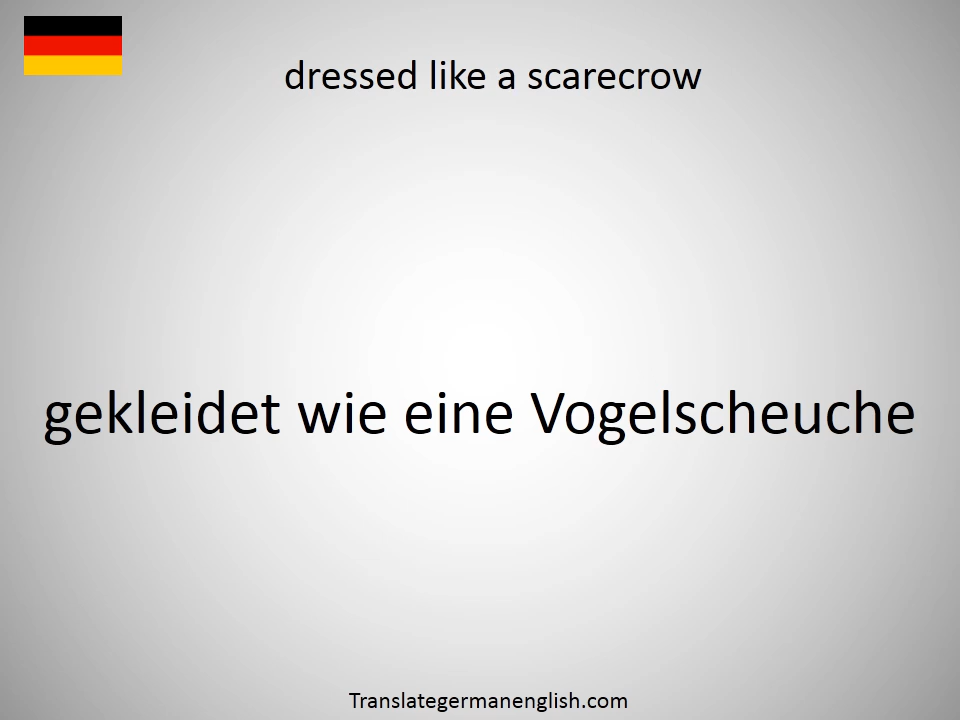 dressed like a scarecrow
gekleidet wie eine Vogelscheuche
Translategermanenglish.com